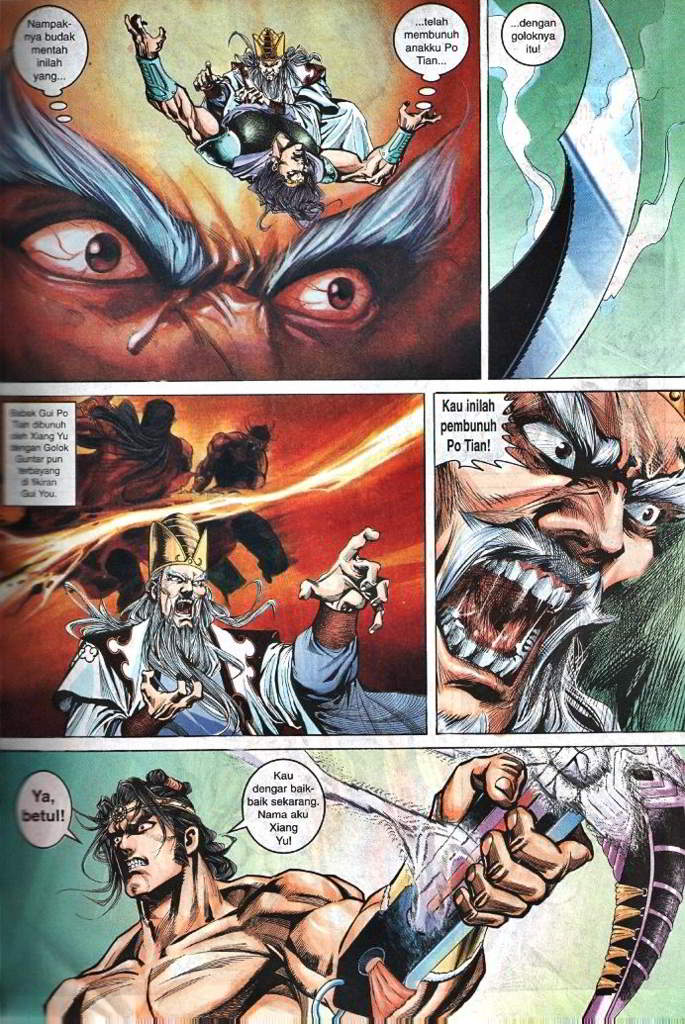 Nampak-
nya budak
mentah
inilah
yang...
...telah
membunuh
anakku Po
Tian...
...dengan
goloknya
itu!
Babak Gui Po
Tian dibunuh
oleh Xiang Yu
dengan Golok
Guntar pun
terbayang
di fikiran
Gui You.
Kau inilah
pembunuh
Po Tian!
Ya,
betul!
Kau
dengar baik-
baik sekarang.
Nama aku
Xiang
Yu!